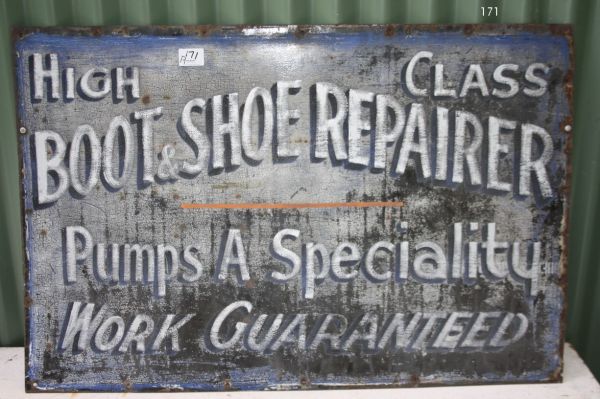 171
171
HIGH CLASS
BOOT & SHOE REPAIRER
Pumps A Speciality
WORK GUARANTEED